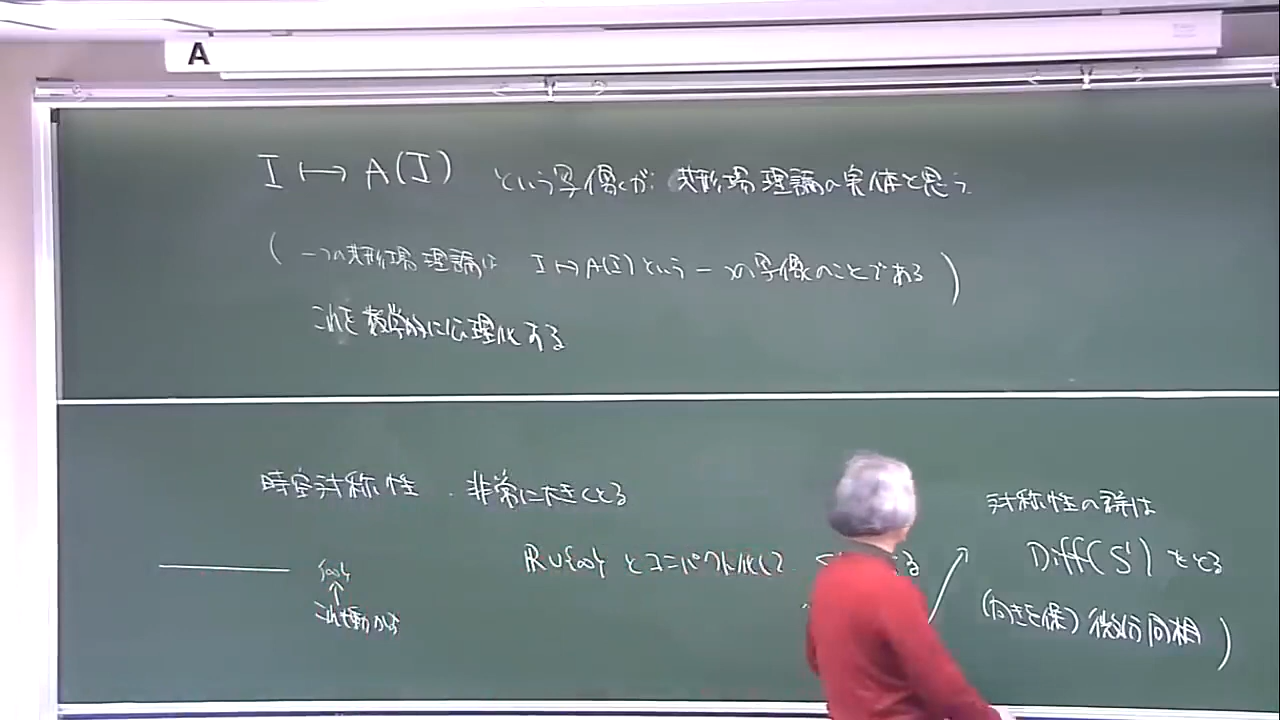 A
I ↦ A(I) という写像が 共形場理論の実体と思う
(一つの共形場理論は I ↦ A(I) という一つの写像のことである)
これを数学的に公理化する
時空対称性 . 非常に大きくとる
{∞}
↑
これも動かす
R∪{∞} とコンパクト化して
対称性の群は
Diff(S¹) をとる
(向きを保つ) 微分同相)